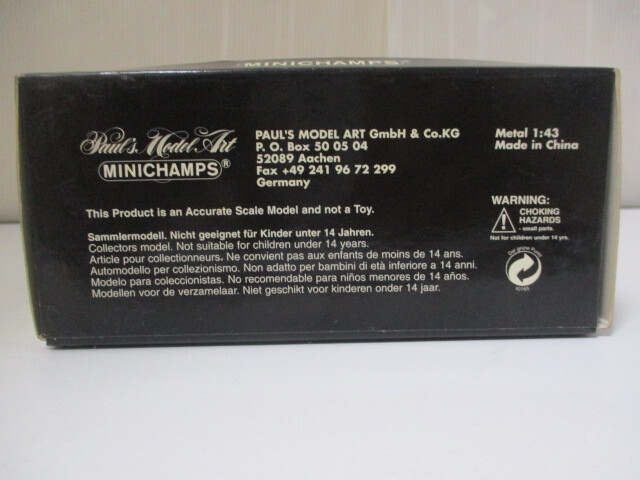 MINICHAMPS®
Paul's Model Art
MINICHAMPS®
PAUL'S MODEL ART GmbH & Co.KG
P. O. Box 50 05 04
52089 Aachen
Fax +49 241 96 72 299
Germany
Metal 1:43
Made in China
This Product is an Accurate Scale Model and not a Toy.
Sammlermodell. Nicht geeignet für Kinder unter 14 Jahren.
Collectors model. Not suitable for children under 14 years.
Article pour collectionneurs. Ne convient pas aux enfants de moins de 14 ans.
Automodello per collezionismo. Non adatto per bambini di età inferiore a 14 anni.
Modelo para coleccionistas. No recomendable para niños menores de 14 años.
Modellen voor de verzamelaar. Niet geschikt voor kinderen onder 14 jaar.
WARNING:
CHOKING
HAZARDS
- small parts.
Not for children under 14 yrs.
Der grüne Punkt